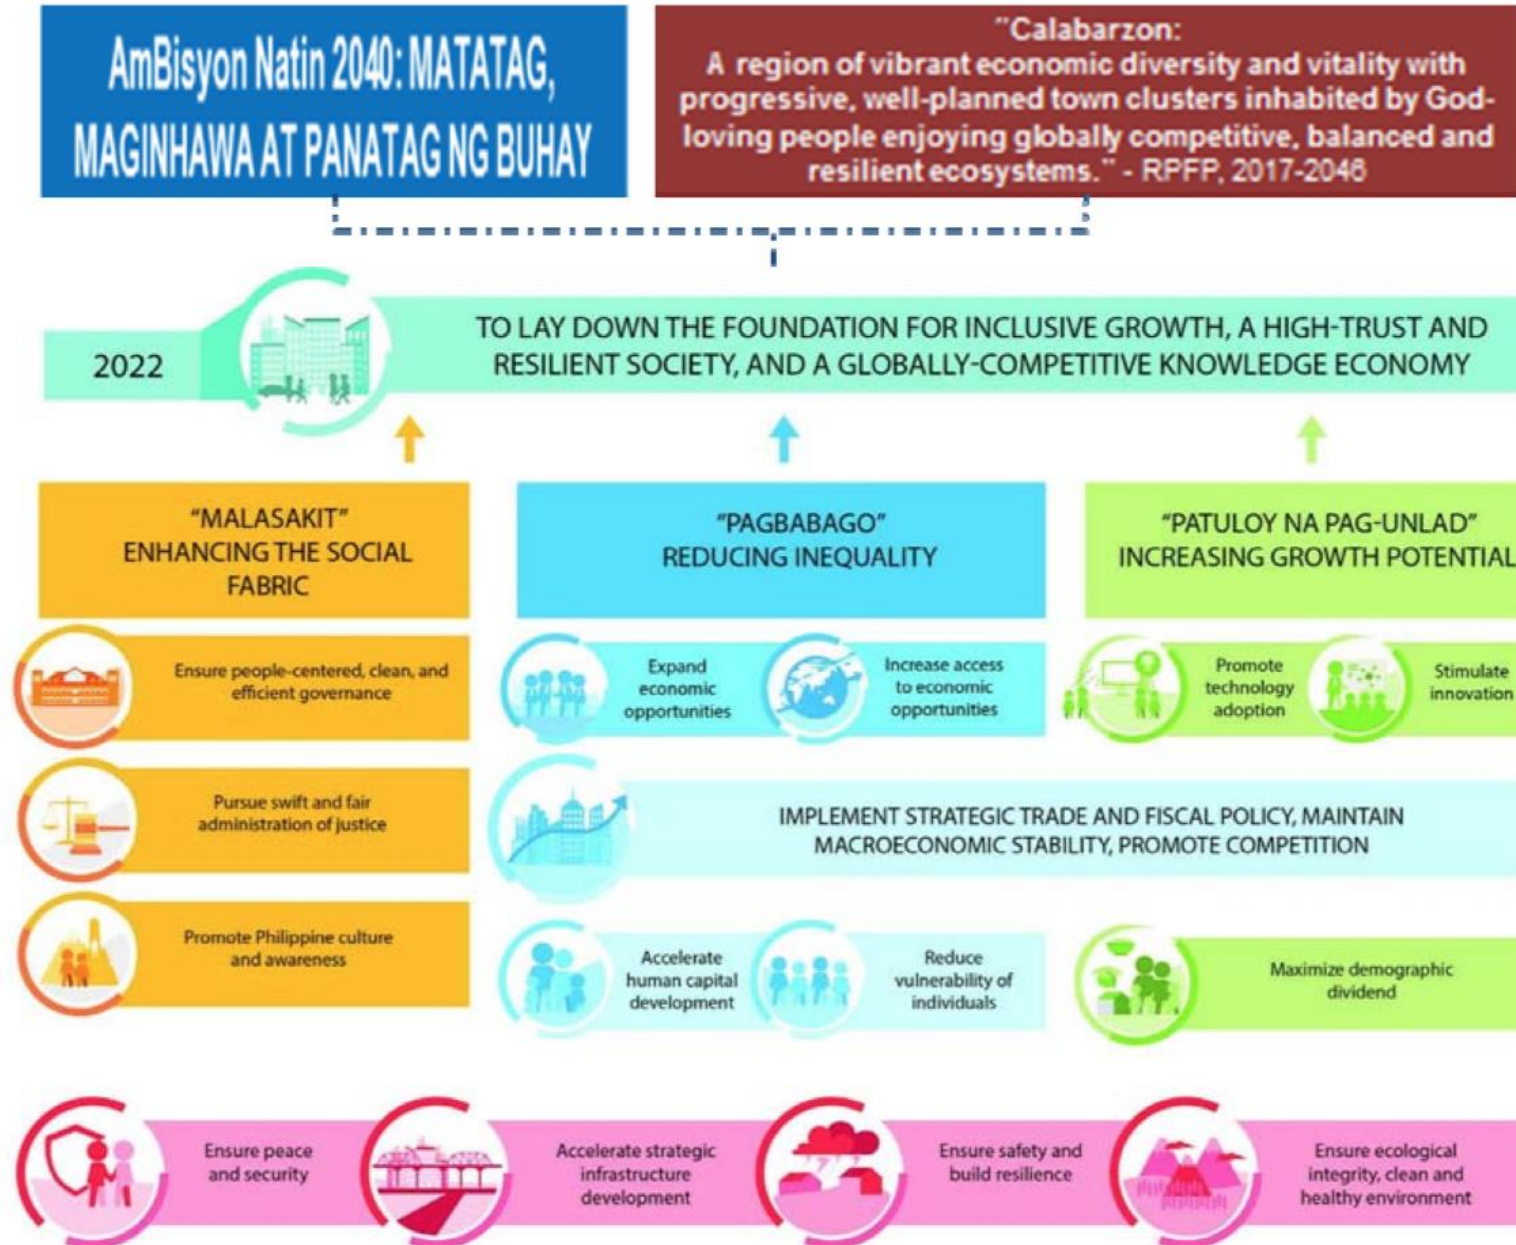 AmBisyon Natin 2040: MATATAG,
MAGINHAWA AT PANATAG NG BUHAY
"Calabarzon:
A region of vibrant economic diversity and vitality with
progressive, well-planned town clusters inhabited by God-
loving people enjoying globally competitive, balanced and
resilient ecosystems." - RPFP, 2017-2046
2022
TO LAY DOWN THE FOUNDATION FOR INCLUSIVE GROWTH, A HIGH-TRUST AND
RESILIENT SOCIETY, AND A GLOBALLY-COMPETITIVE KNOWLEDGE ECONOMY
"MALASAKIT"
ENHANCING THE SOCIAL
FABRIC
Ensure people-centered, clean, and
efficient governance
Pursue swift and fair
administration of justice
Promote Philippine culture
and awareness
"PAGBABAGO"
REDUCING INEQUALITY
Expand
economic
opportunities
Increase access
to economic
opportunities
"PATULOY NA PAG-UNLAD"
INCREASING GROWTH POTENTIAL
Promote
technology
adoption
Stimulate
innovation
IMPLEMENT STRATEGIC TRADE AND FISCAL POLICY, MAINTAIN
MACROECONOMIC STABILITY, PROMOTE COMPETITION
Accelerate
human capital
development
Reduce
vulnerability of
individuals
Maximize demographic
dividend
Ensure peace
and security
Accelerate strategic
infrastructure
development
Ensure safety and
build resilience
Ensure ecological
integrity, clean and
healthy environment